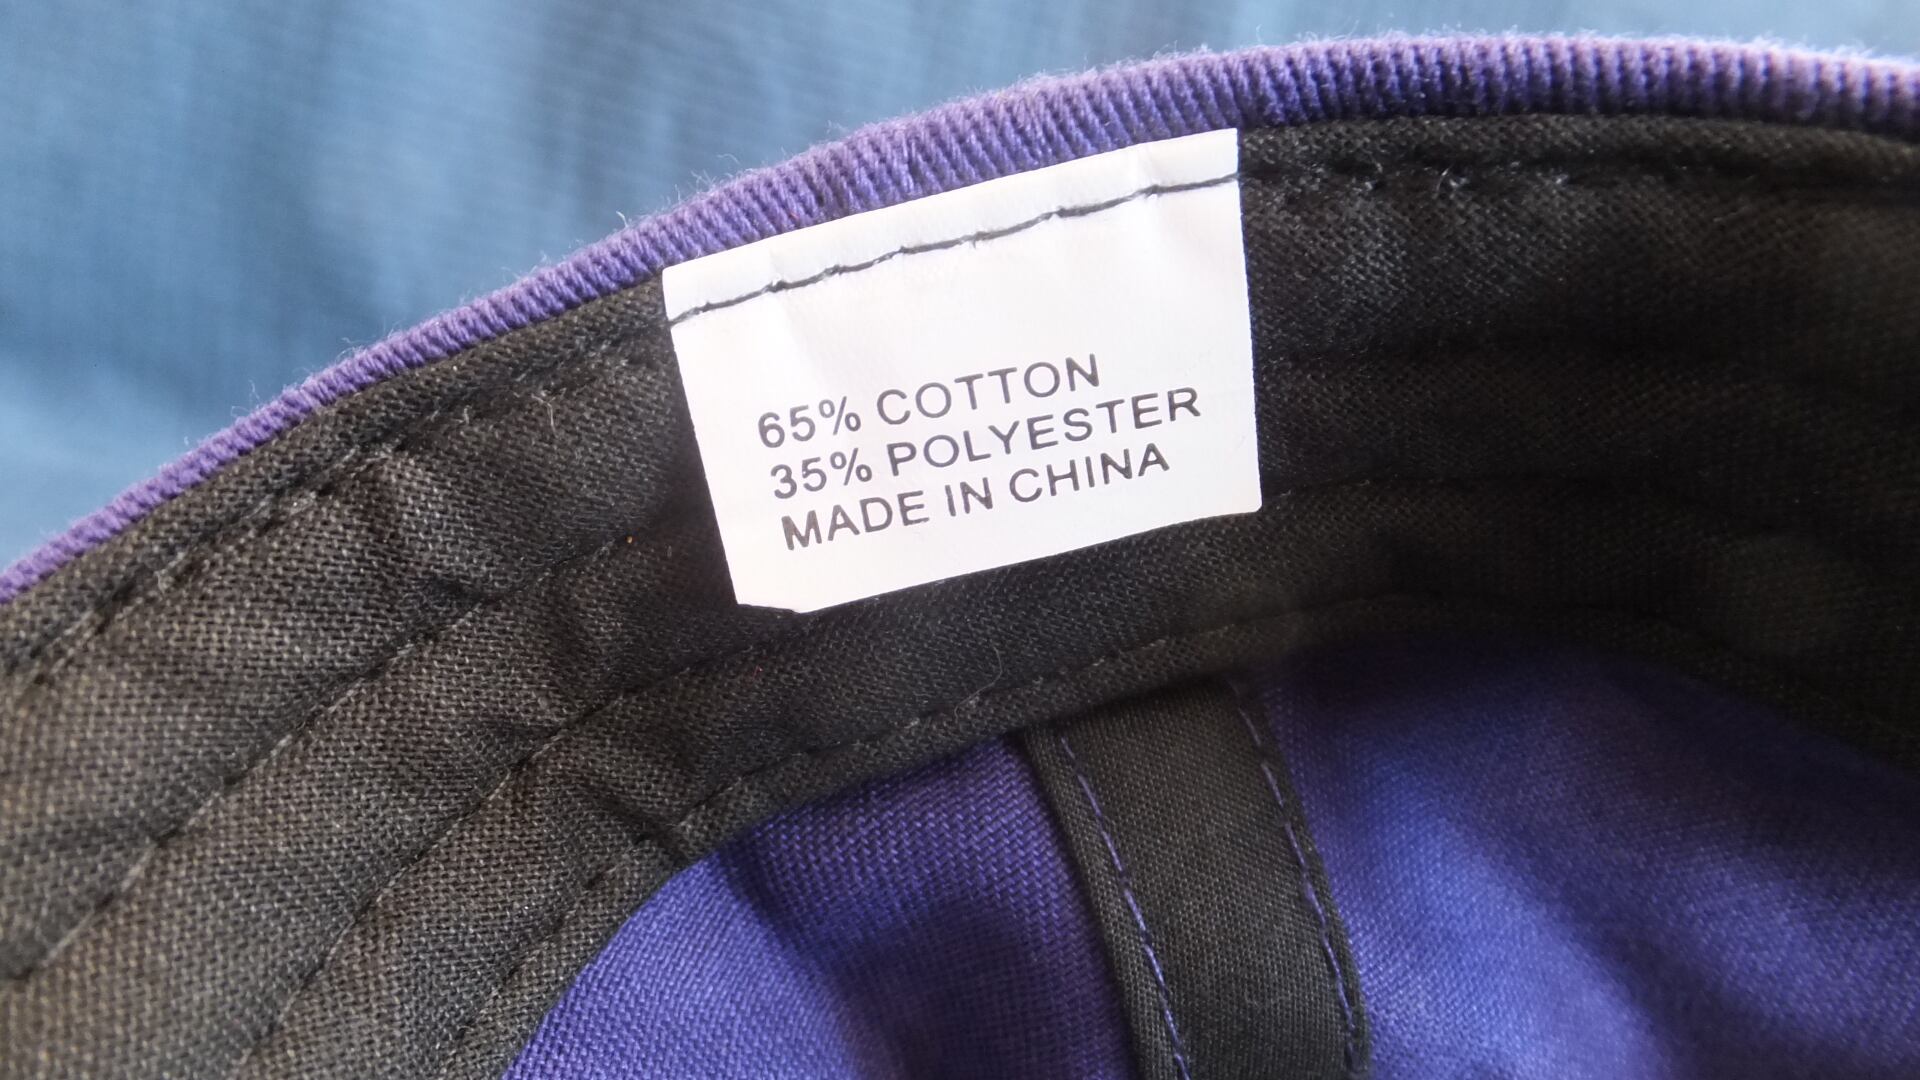 65% COTTON
35% POLYESTER
MADE IN CHINA